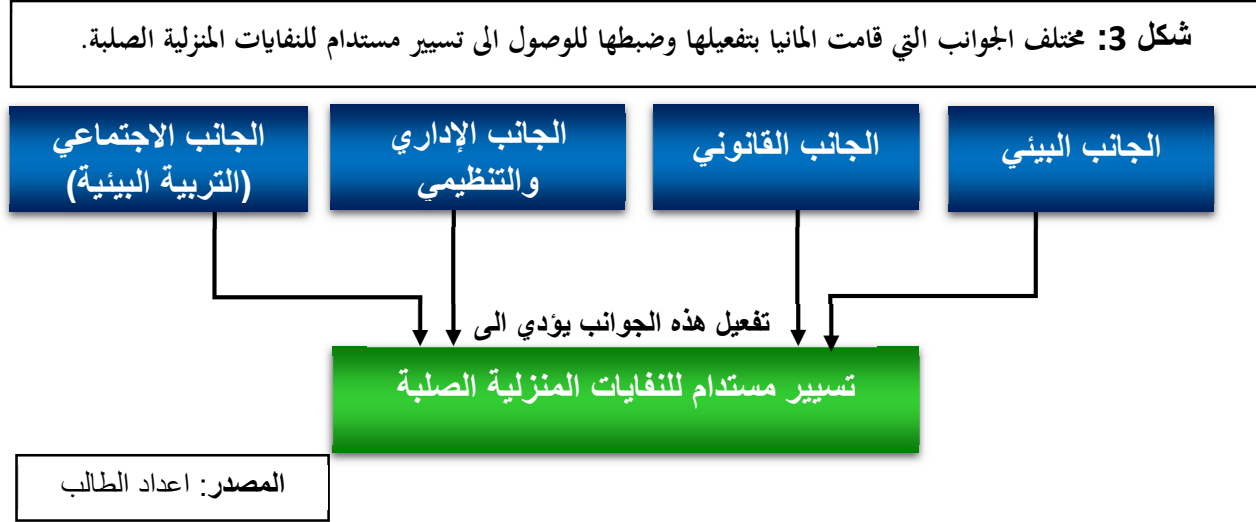 شكل 3: مختلف الجوانب التي قامت المانيا بتفعيلها وضبطها للوصول الى تسيير مستدام للنفايات المنزلية الصلبة.
الجانب البيئي
الجانب القانوني
الجانب الإداري
والتنظيمي
الجانب الاجتماعي
(التربية البيئية)
تفعيل هذه الجوانب يؤدي الى
تسيير مستدام للنفايات المنزلية الصلبة
المصدر: اعداد الطالب